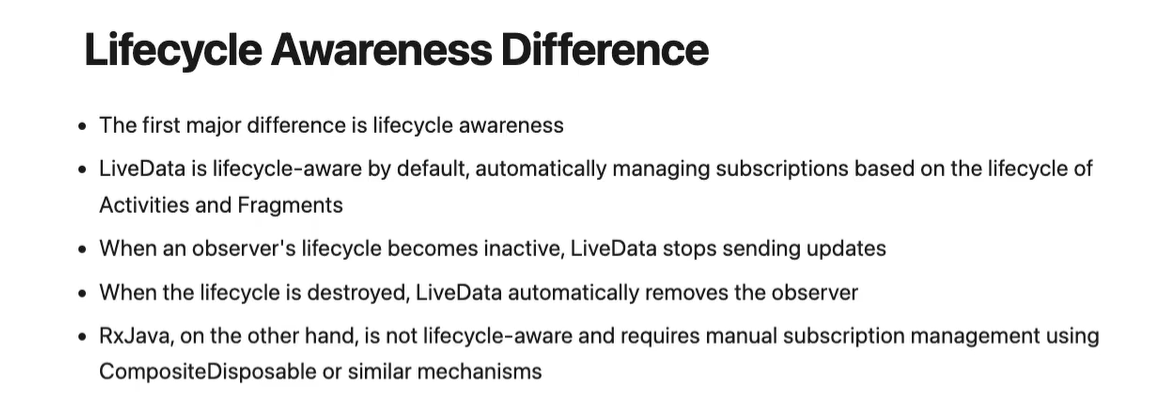 Lifecycle Awareness Difference
• The first major difference is lifecycle awareness
• LiveData is lifecycle-aware by default, automatically managing subscriptions based on the lifecycle of
Activities and Fragments
• When an observer's lifecycle becomes inactive, LiveData stops sending updates
• When the lifecycle is destroyed, LiveData automatically removes the observer
• RxJava, on the other hand, is not lifecycle-aware and requires manual subscription management using
CompositeDisposable or similar mechanisms